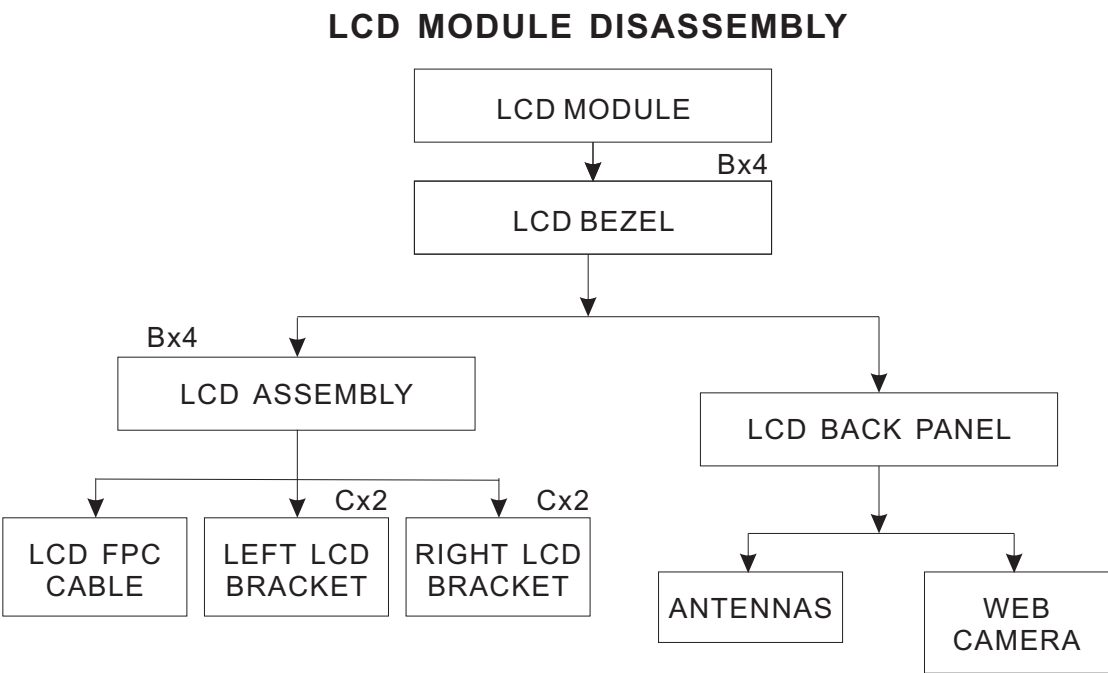 LCD MODULE DISASSEMBLY
LCD MODULE
Bx4
LCD BEZEL
Bx4
LCD ASSEMBLY
LCD BACK PANEL
Cx2
Cx2
LCD FPC
CABLE
LEFT LCD
BRACKET
RIGHT LCD
BRACKET
ANTENNAS
WEB
CAMERA